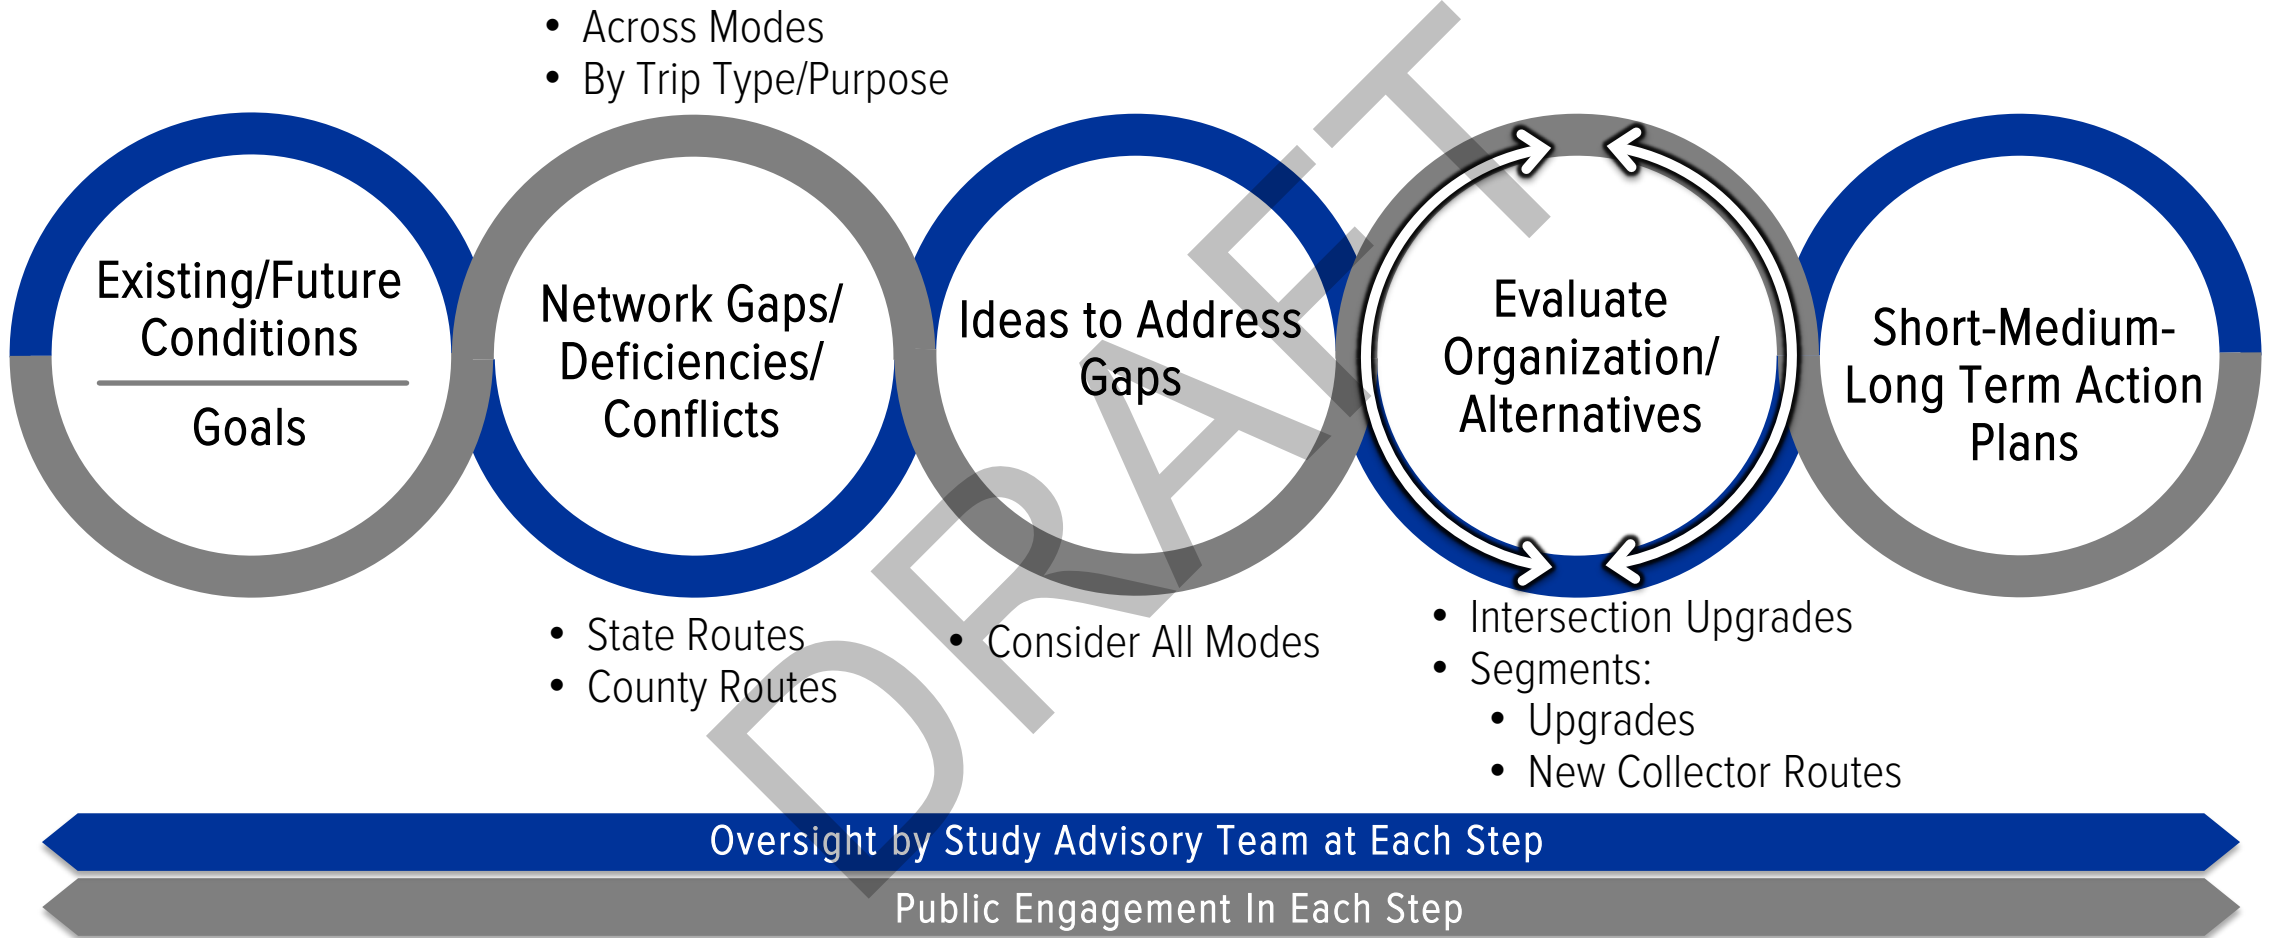 • Across Modes
• By Trip Type/Purpose
Existing/Future
Conditions
Goals
Network Gaps/
Deficiencies/
Conflicts
Ideas to Address
Gaps
Evaluate
Organization/
Alternatives
Short-Medium-
Long Term Action
Plans
• State Routes
• County Routes
• Consider All Modes
• Intersection Upgrades
• Segments:
• Upgrades
• New Collector Routes
DRAFT
Oversight by Study Advisory Team at Each Step
Public Engagement In Each Step